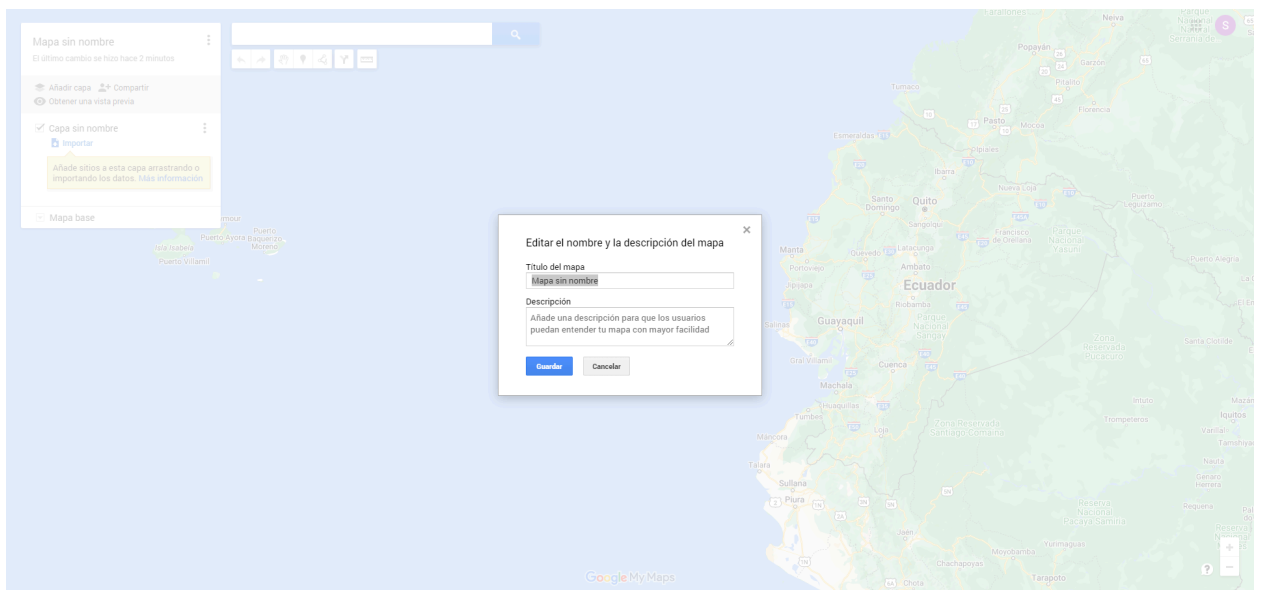 Mapa sin nombre
El último cambio se hizo hace 2 minutos
Añadir capa Compartir
Obtener una vista previa
Capa sin nombre
Importar
Añade sitios a esta capa arrastrando o
importando los datos. Más información
Mapa base
S
Editar el nombre y la descripción del mapa
Título del mapa
Mapa sin nombre
Descripción
Añade una descripción para que los usuarios
puedan entender tu mapa con mayor facilidad
Guardar Cancelar
Puerto
Puerto Ayora Baquerizo
Moreno
Isla Isabela
Puerto Villamil
Neiva
Popayán
Garzón
Pitalito
Tumaco
Florencia
Pasto
Mocoa
Esmeraldas
Ipiales
Ibarra
Nueva Loja
Puerto
Leguízamo
Santo
Domingo
Quito
Sangolquí
Francisco
de Orellana
Parque
Nacional
Yasuní
Manta
Quevedo
Latacunga
Portoviejo
Ambato
Puerto Alegría
Jipijapa
Ecuador
Riobamba
Guayaquil
Parque
Nacional
Sangay
Salinas
Zona
Reservada
Pucacuro
Santa Clotilde
Gral Villamil
Cuenca
Machala
Huaquillas
Tumbes
Intuto
Trompeteros
Iquitos
Loja
Zona Reservada
Santiago-Comaina
Máncora
Talara
Nauta
Genaro
Herrera
Sullana
Piura
Reserva
Nacional
Pacaya Samiria
Requena
Jaén
Yurimaguas
Moyobamba
Chachapoyas
Tarapoto
Chota
Google My Maps